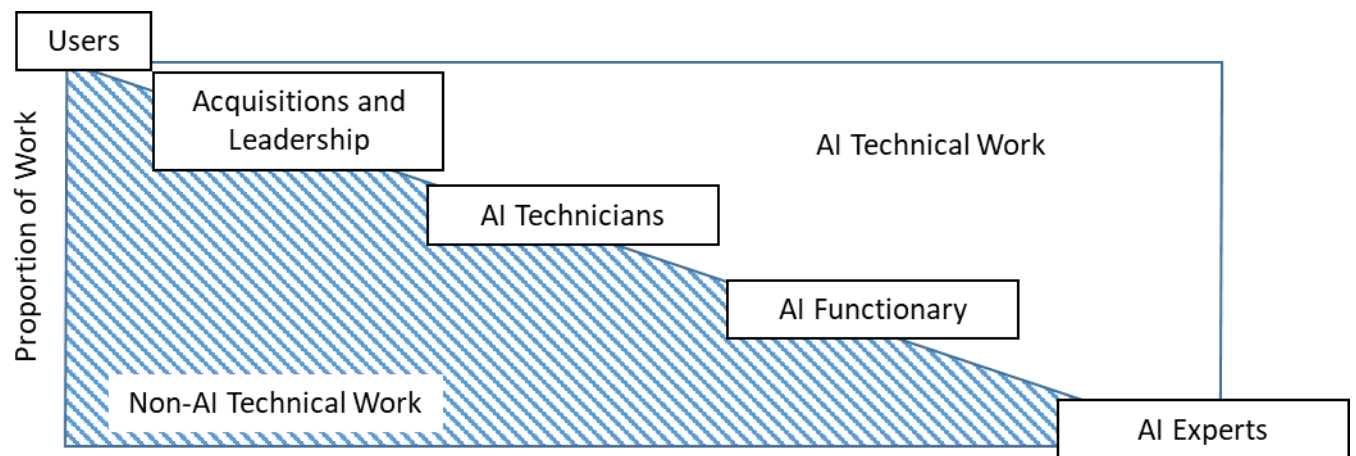 Users
Acquisitions and
Leadership
AI Technical Work
AI Technicians
AI Functionary
Non-AI Technical Work
AI Experts
Proportion of Work